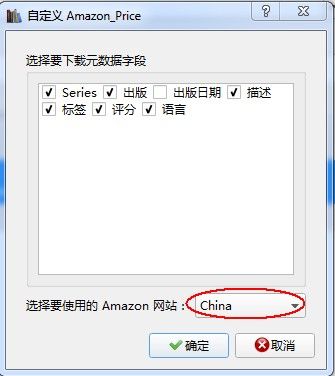 自定义 Amazon_Price
选择要下载元数据字段
Series 出版 出版日期 描述
标签 评分 语言
选择要使用的 Amazon 网站： China
确定 取消